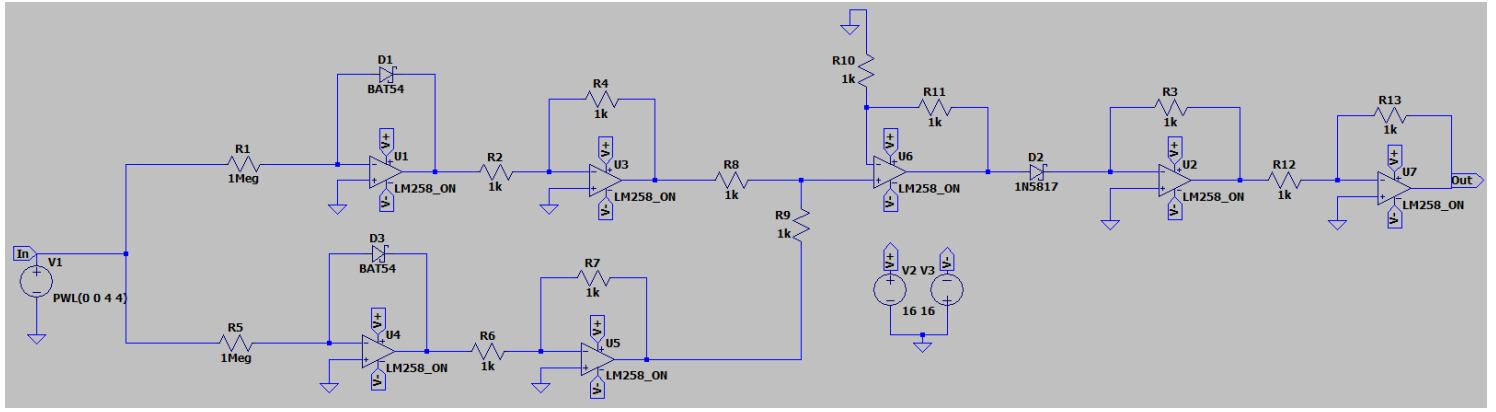 D1
BAT54
V+
U1
LM258_ON
V-
R1
1Meg
R2
1k
R4
1k
V+
U3
LM258_ON
V-
R8
1k
R9
1k
R10
1k
R11
1k
V+
U6
LM258_ON
V-
D2
1N5817
R3
1k
V+
U2
LM258_ON
V-
R12
1k
R13
1k
V+
U7
LM258_ON
V-
Out
In
V1
PWL(0 0 4 4)
D3
BAT54
R5
1Meg
V+
U4
LM258_ON
V-
R6
1k
R7
1k
V+
U5
LM258_ON
V-
V+
V-
V2 V3
16 16